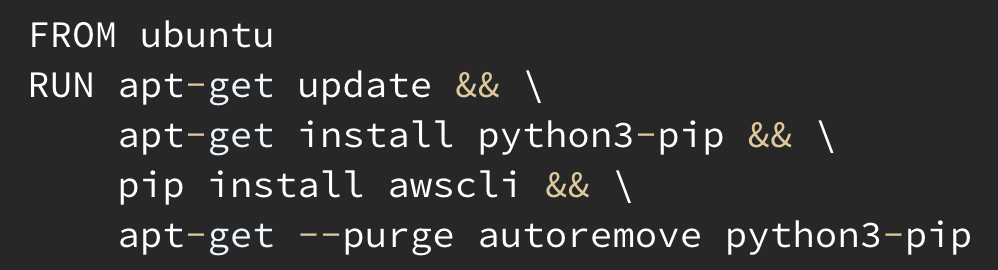 FROM ubuntu
RUN apt-get update && \
    apt-get install python3-pip && \
    pip install awscli && \
    apt-get --purge autoremove python3-pip